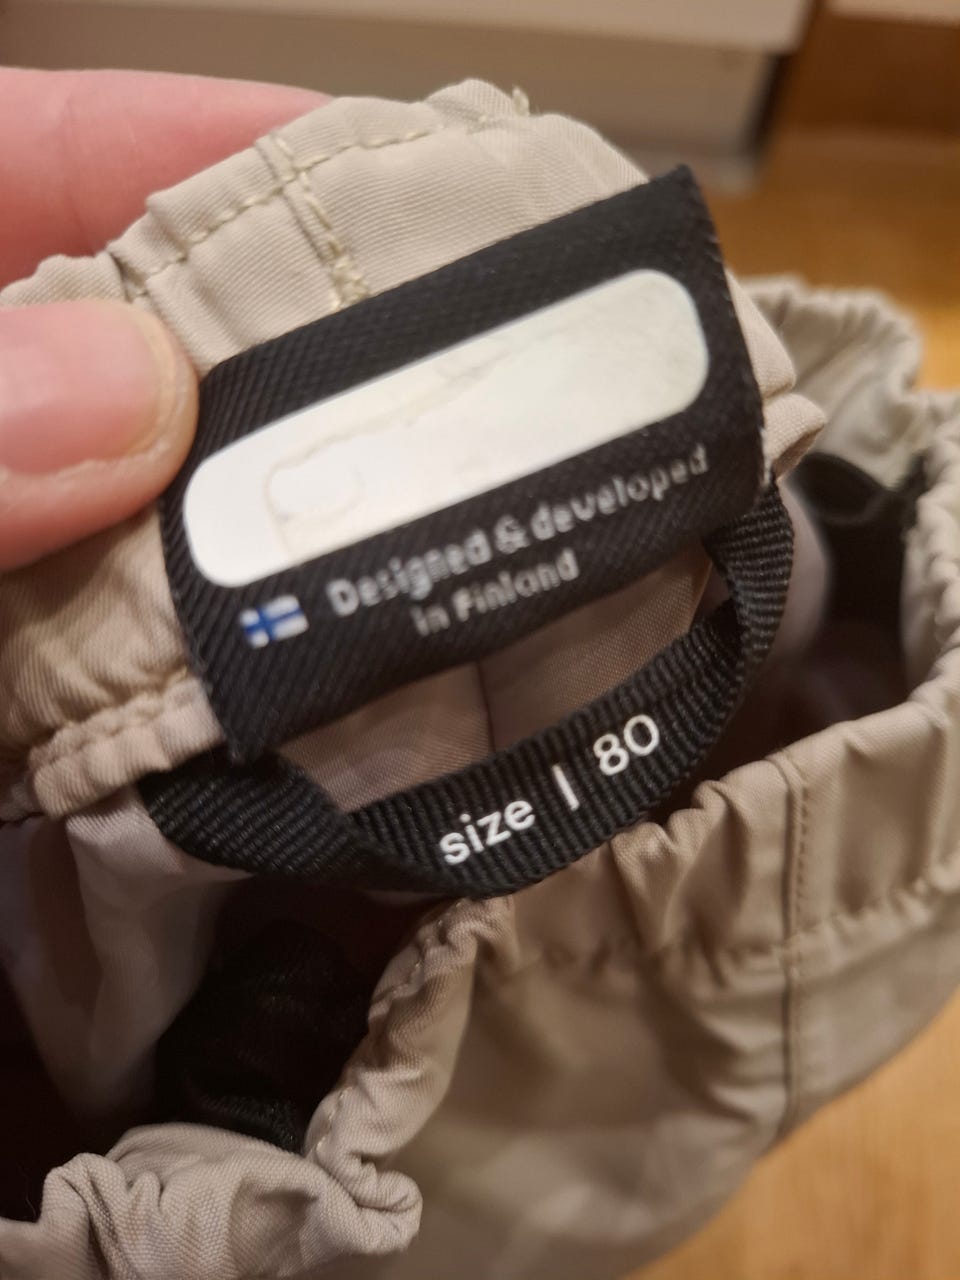 Designed & developed
in Finland
size | 80